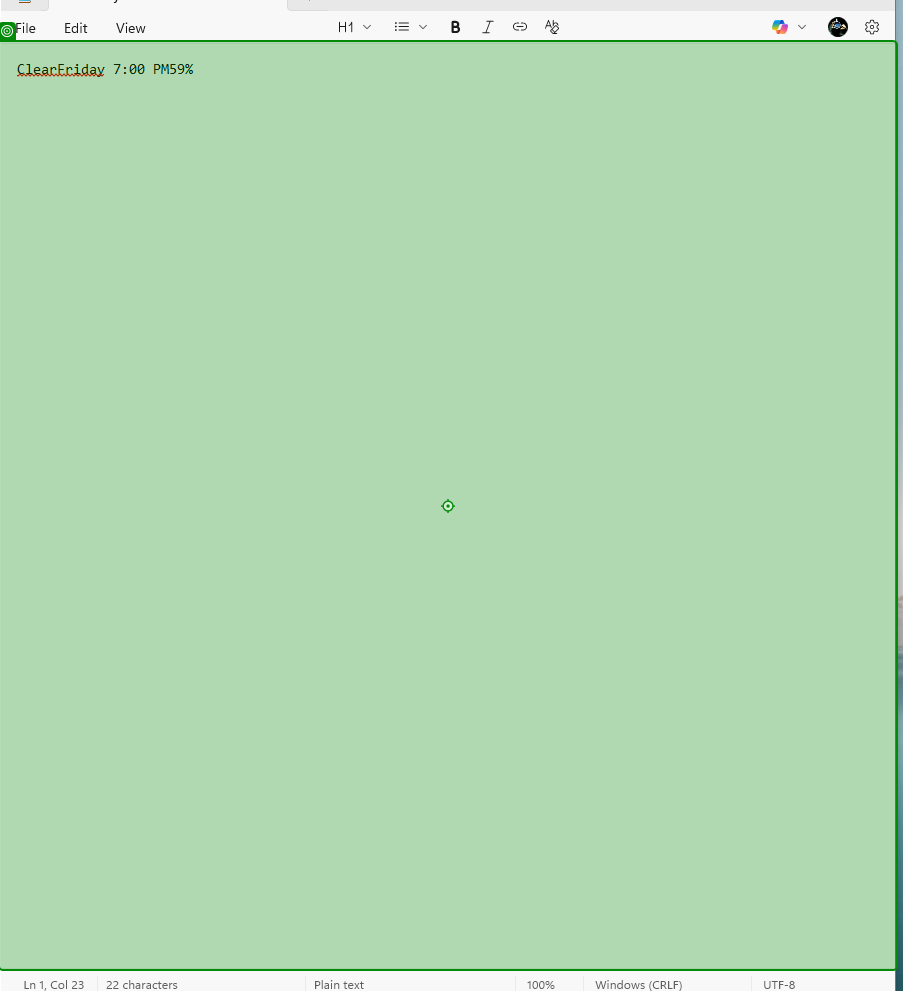 File Edit View H1 B I
ClearFriday 7:00 PM59%
Ln 1, Col 23 22 characters Plain text 100% Windows (CRLF) UTF-8